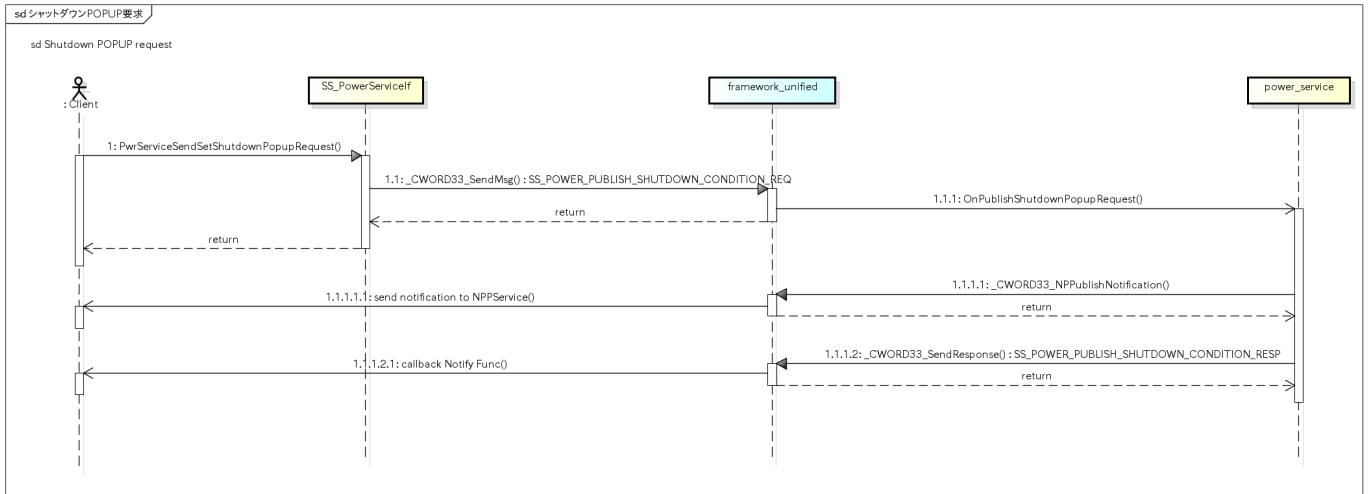 sd シャットダウンPOPUP要求
sd Shutdown POPUP request
: Client
SS_PowerServiceIf
framework_unified
power_service
1: PwrServiceSendSetShutdownPopupRequest()
1.1: _CWORD33_SendMsg() : SS_POWER_PUBLISH_SHUTDOWN_CONDITION_REQ
1.1.1: OnPublishShutdownPopupRequest()
return
return
1.1.1.1: _CWORD33_NPPublishNotification()
1.1.1.1.1: send notification to NPPService()
return
1.1.1.2: _CWORD33_SendResponse() : SS_POWER_PUBLISH_SHUTDOWN_CONDITION_RESP
1.1.1.2.1: callback Notify Func()
return